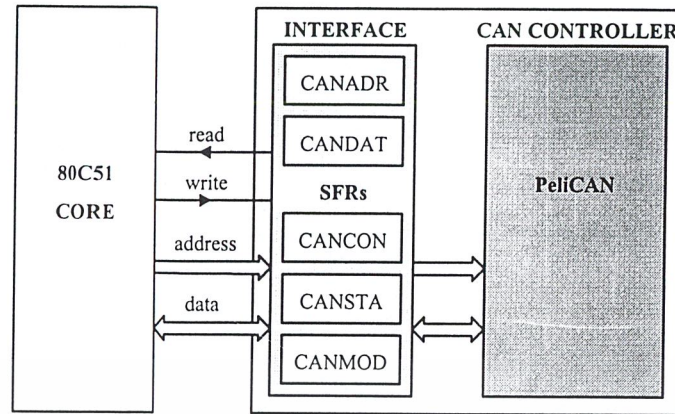 INTERFACE
CAN CONTROLLER
CANADR
read
CANDAT
80C51
CORE
write
SFRs
PeliCAN
address
CANCON
data
CANSTA
CANMOD